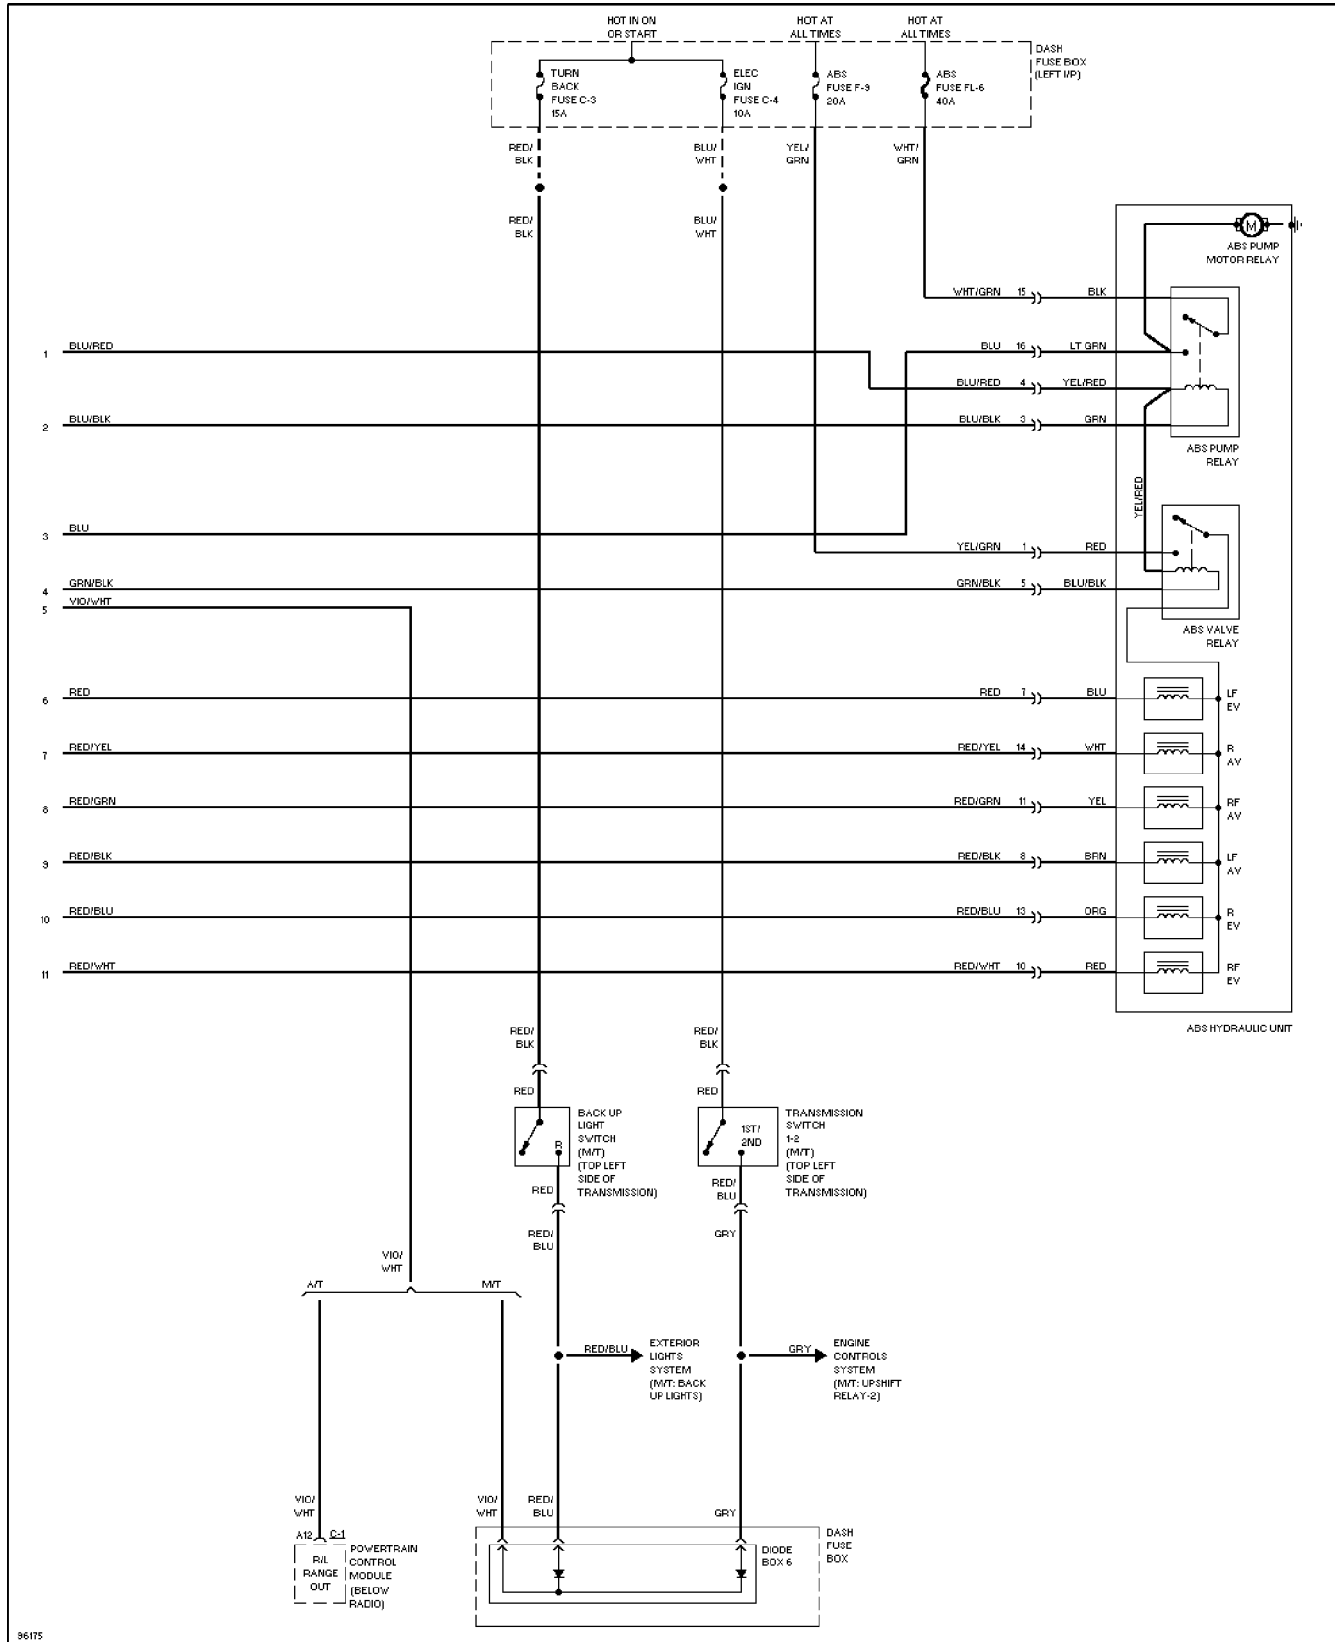 HOT IN ON
OR START
HOT AT
ALL TIMES
HOT AT
ALL TIMES
DASH
FUSE BOX
(LEFT I/P)
TURN
BACK
FUSE C-3
15A
ELEC
IGN
FUSE C-4
10A
ABS
FUSE F-9
20A
ABS
FUSE FL-6
40A
RED/
BLK
BLU/
WHT
YEL/
GRN
WHT/
GRN
RED/
BLK
BLU/
WHT
M
ABS PUMP
MOTOR RELAY
WHT/GRN 15 BLK
1 BLU/RED
BLU 16 LT GRN
BLU/RED 4 YEL/RED
2 BLU/BLK
BLU/BLK 3 GRN
ABS PUMP
RELAY
YEL/RED
3 BLU
YEL/GRN 1 RED
4 GRN/BLK
GRN/BLK 5 BLU/BLK
5 VIO/WHT
ABS VALVE
RELAY
6 RED
RED 7 BLU
LF
EV
7 RED/YEL
RED/YEL 14 WHT
R
AV
8 RED/GRN
RED/GRN 11 YEL
RF
AV
9 RED/BLK
RED/BLK 8 BRN
LF
AV
10 RED/BLU
RED/BLU 13 ORG
R
EV
11 RED/WHT
RED/WHT 10 RED
RF
EV
ABS HYDRAULIC UNIT
RED/
BLK
RED/
BLK
RED
RED
R
BACK UP
LIGHT
SWITCH
(M/T)
(TOP LEFT
SIDE OF
TRANSMISSION)
1ST/
2ND
TRANSMISSION
SWITCH
1-2
(M/T)
(TOP LEFT
SIDE OF
TRANSMISSION)
RED
RED/
BLU
RED/
BLU
GRY
VIO/
WHT
A/T
M/T
RED/BLU
EXTERIOR
LIGHTS
SYSTEM
(M/T: BACK
UP LIGHTS)
GRY
ENGINE
CONTROLS
SYSTEM
(M/T: UPSHIFT
RELAY-2)
VIO/
WHT
VIO/
WHT
RED/
BLU
GRY
A12 C-1
R/L
RANGE
OUT
POWERTRAIN
CONTROL
MODULE
(BELOW
RADIO)
DIODE
BOX 6
DASH
FUSE
BOX
96175